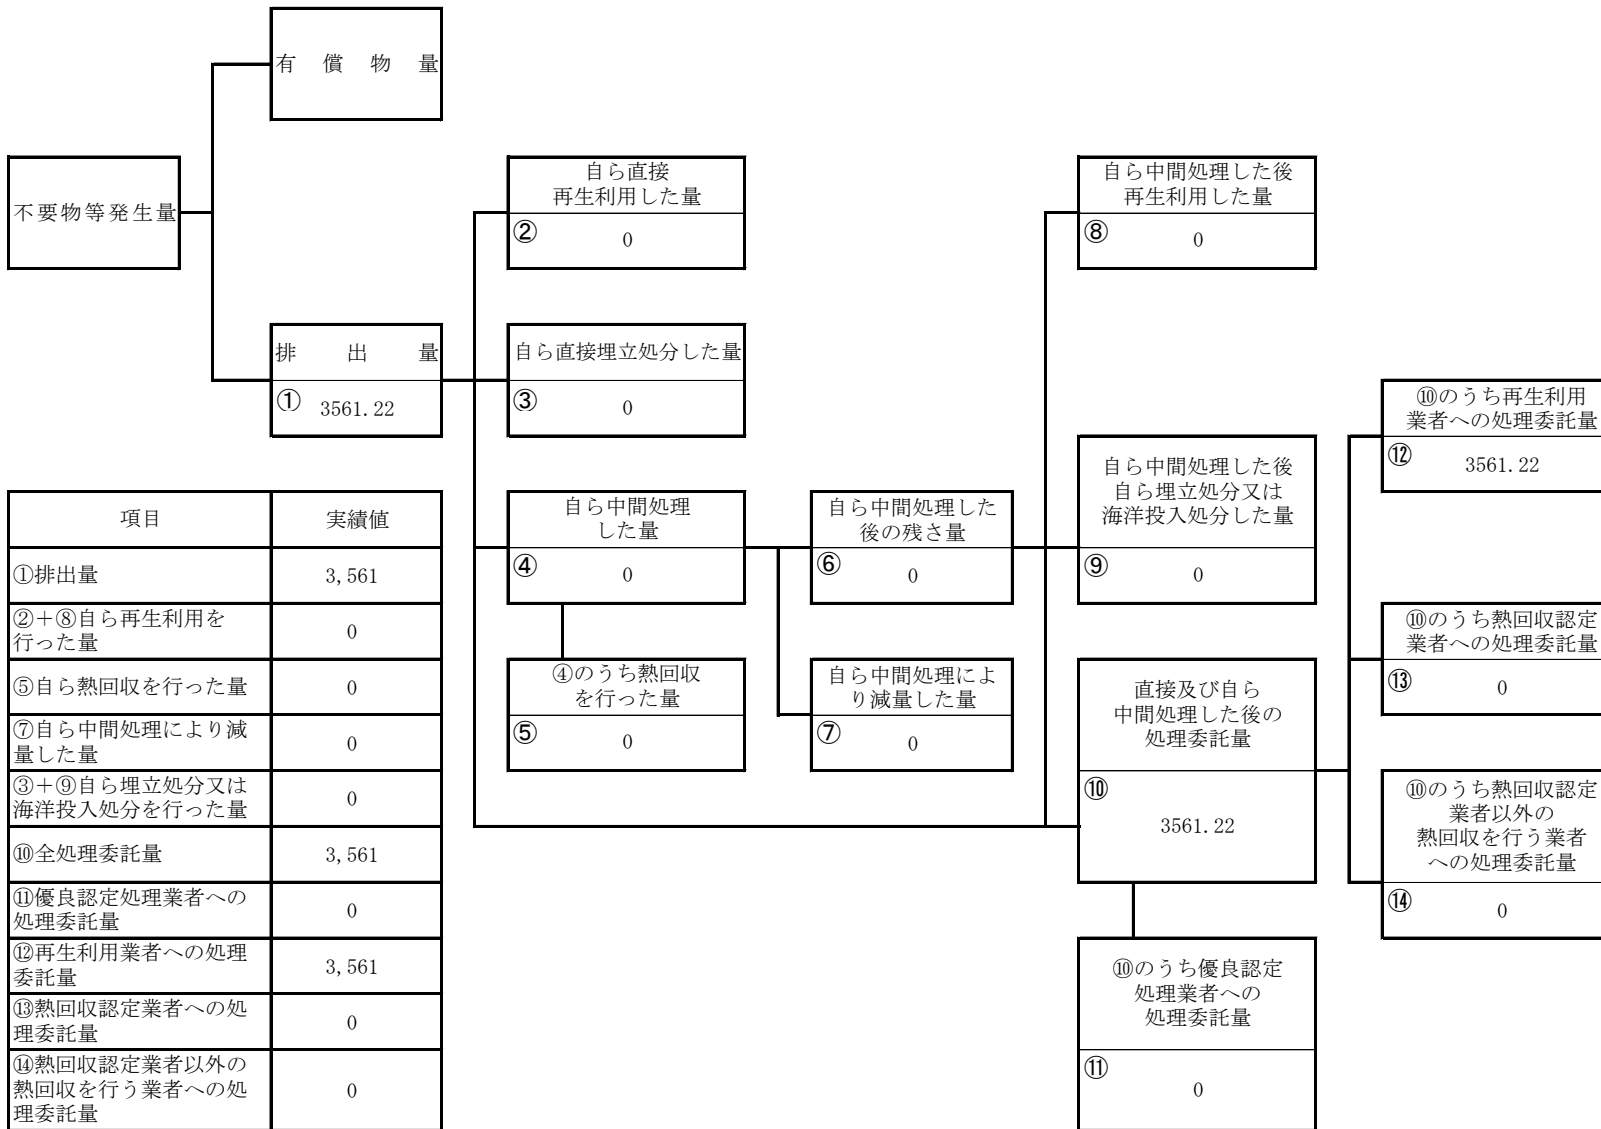 有償物量
不要物等発生量
自ら直接
再生利用した量
②
0
自ら中間処理した後
再生利用した量
⑧
0
排出量
①
3561.22
自ら直接埋立処分した量
③
0
⑩のうち再生利用
業者への処理委託量
⑫
3561.22
自ら中間処理
した量
④
0
自ら中間処理した
後の残さ量
⑥
0
自ら中間処理した後
自ら埋立処分又は
海洋投入処分した量
⑨
0
⑩のうち熱回収認定
業者への処理委託量
⑬
0
④のうち熱回収
を行った量
⑤
0
自ら中間処理によ
り減量した量
⑦
0
直接及び自ら
中間処理した後の
処理委託量
⑩
3561.22
⑩のうち熱回収認定
業者以外の
熱回収を行う業者
への処理委託量
⑭
0
⑩のうち優良認定
処理業者への
処理委託量
⑪
0
項目 実績値
①排出量 3,561
②+⑧自ら再生利用を
行った量 0
⑤自ら熱回収を行った量 0
⑦自ら中間処理により減
量した量 0
③+⑨自ら埋立処分又は
海洋投入処分を行った量 0
⑩全処理委託量 3,561
⑪優良認定処理業者への
処理委託量 0
⑫再生利用業者への処理
委託量 3,561
⑬熱回収認定業者への処
理委託量 0
⑭熱回収認定業者以外の
熱回収を行う業者への処
理委託量 0